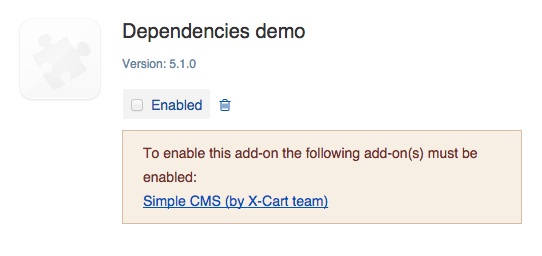 Dependencies demo
Version: 5.1.0
Enabled
To enable this add-on the following add-on(s) must be
enabled:
Simple CMS (by X-Cart team)